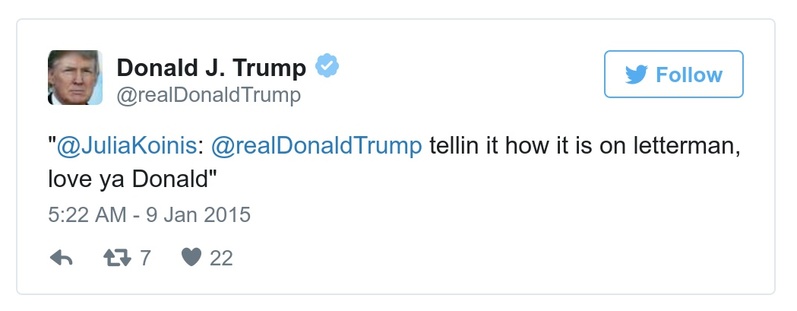 Donald J. Trump
@realDonaldTrump
Follow
"@JuliaKoinis: @realDonaldTrump tellin it how it is on letterman,
love ya Donald"
5:22 AM - 9 Jan 2015
7 22